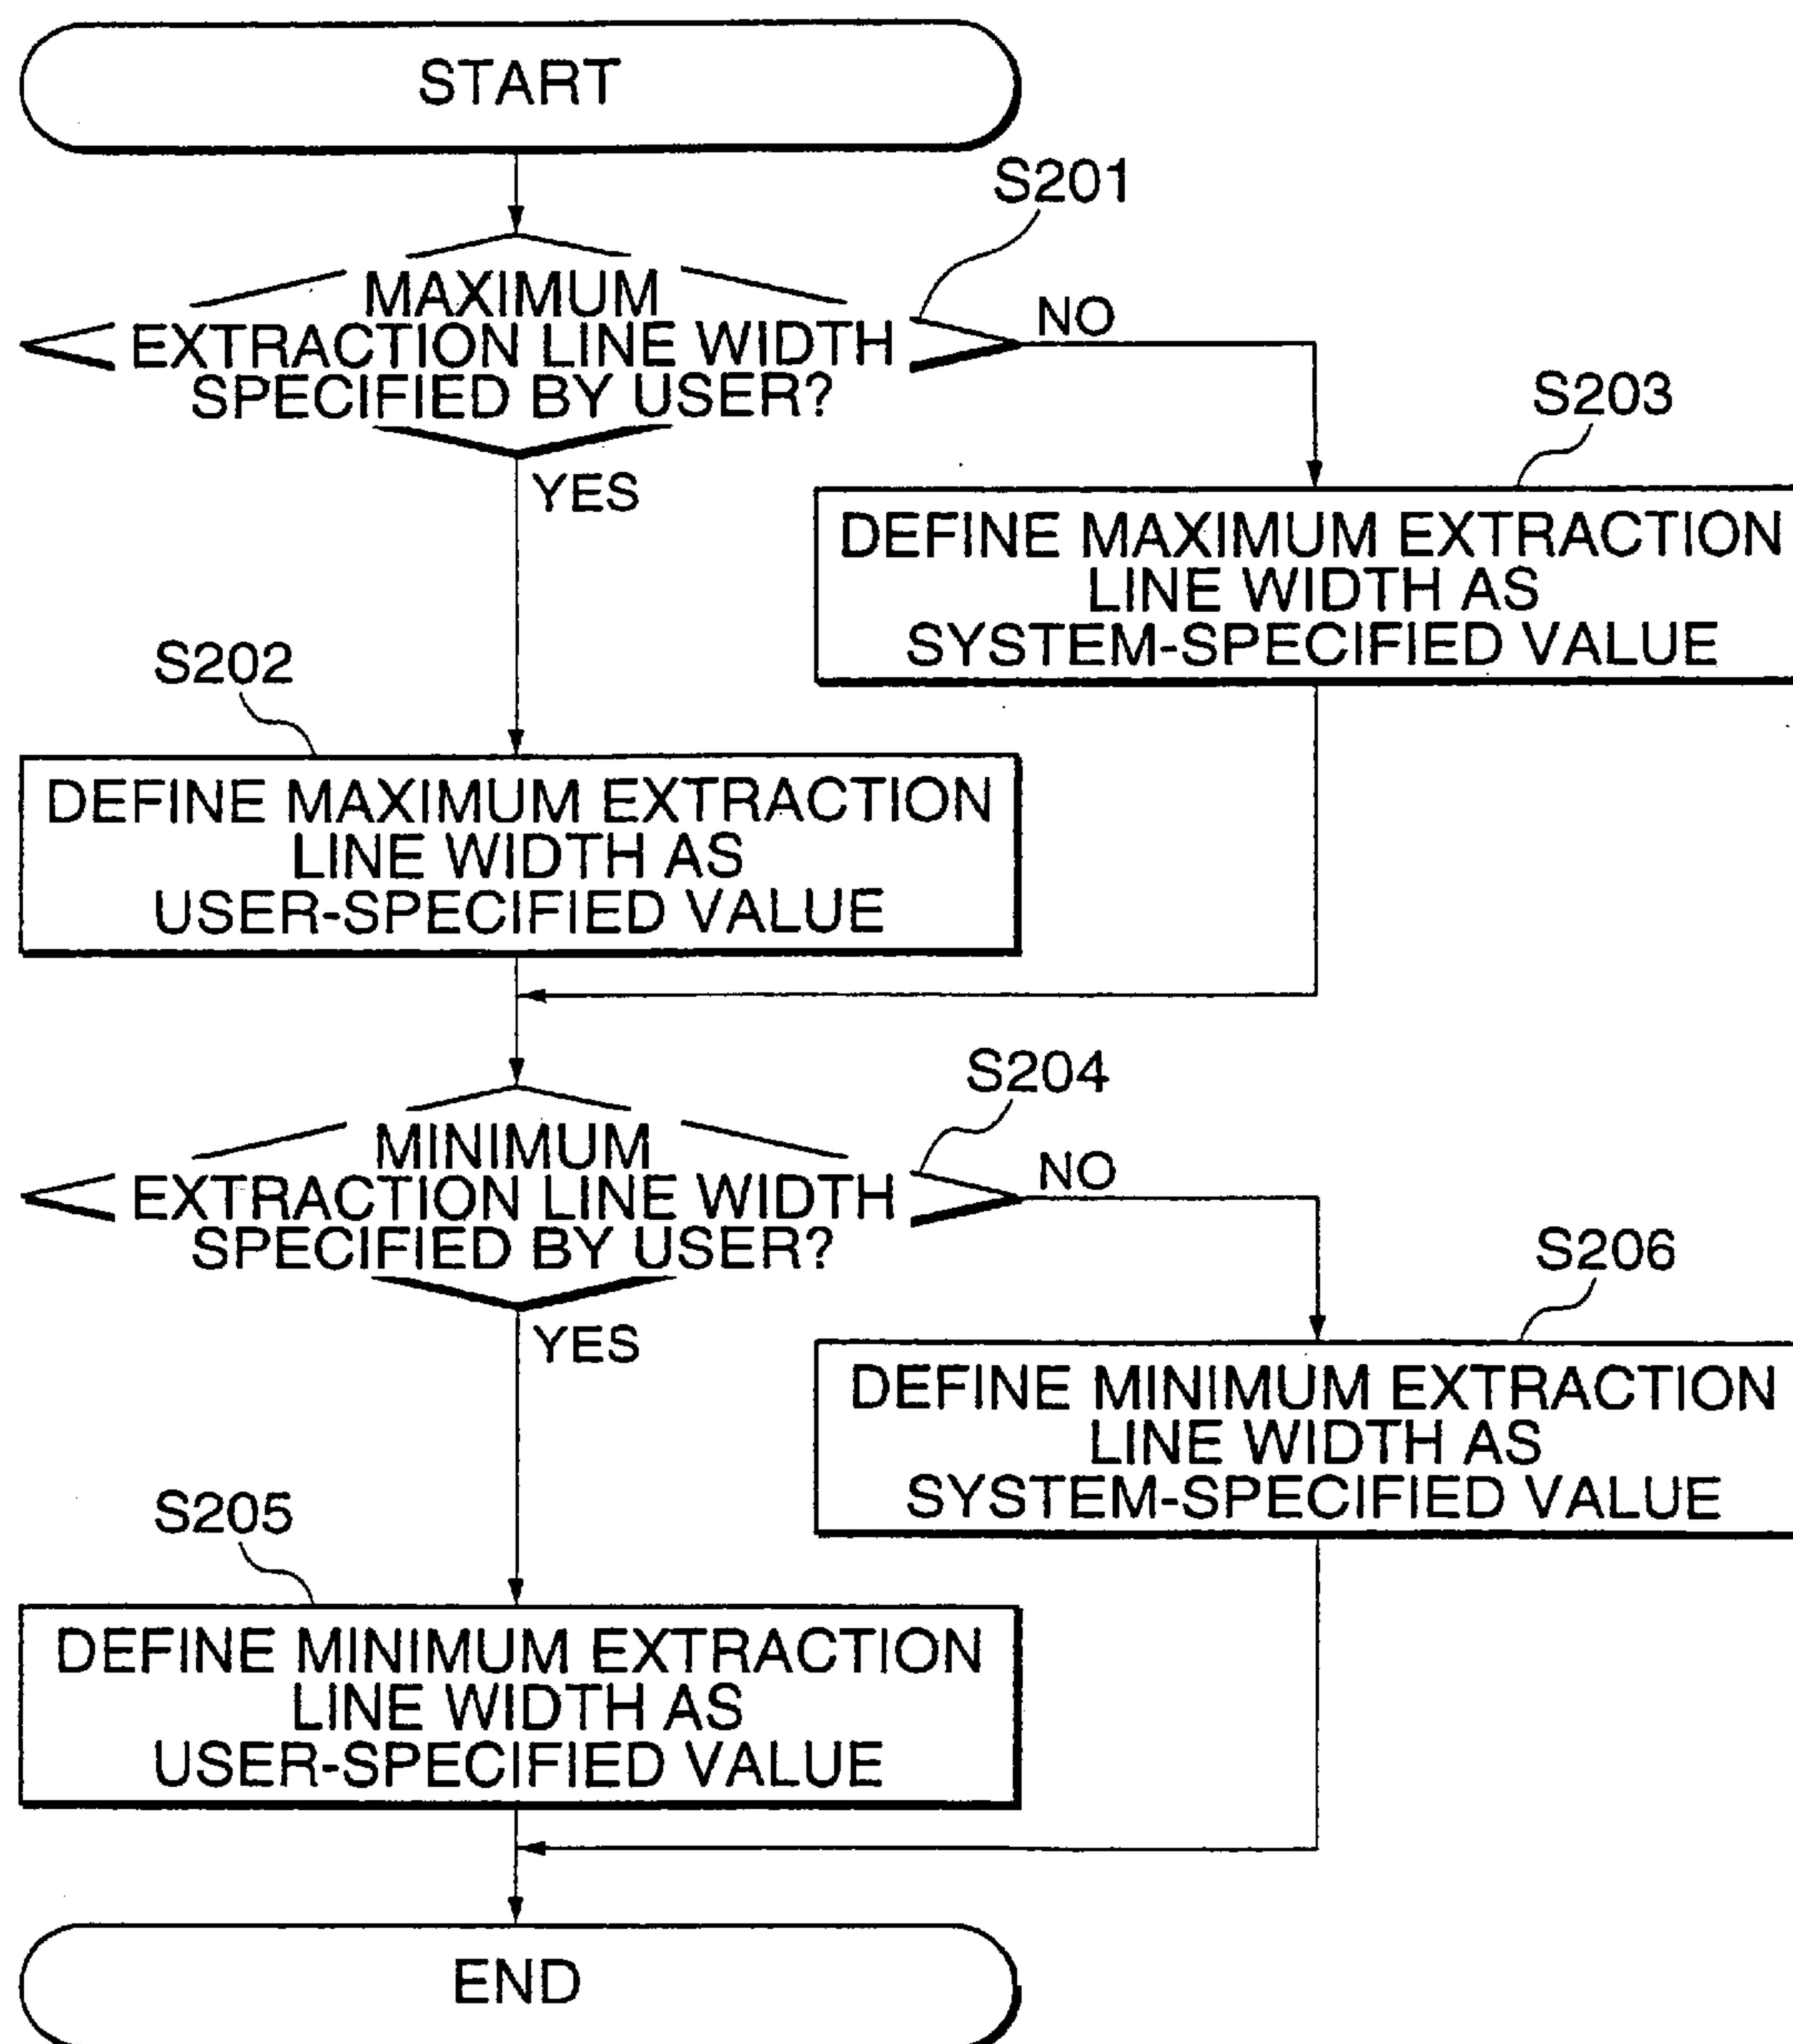 START
S201
MAXIMUM
EXTRACTION LINE WIDTH
SPECIFIED BY USER?
NO
YES
S203
DEFINE MAXIMUM EXTRACTION
LINE WIDTH AS
SYSTEM-SPECIFIED VALUE
S202
DEFINE MAXIMUM EXTRACTION
LINE WIDTH AS
USER-SPECIFIED VALUE
S204
MINIMUM
EXTRACTION LINE WIDTH
SPECIFIED BY USER?
NO
YES
S206
DEFINE MINIMUM EXTRACTION
LINE WIDTH AS
SYSTEM-SPECIFIED VALUE
S205
DEFINE MINIMUM EXTRACTION
LINE WIDTH AS
USER-SPECIFIED VALUE
END